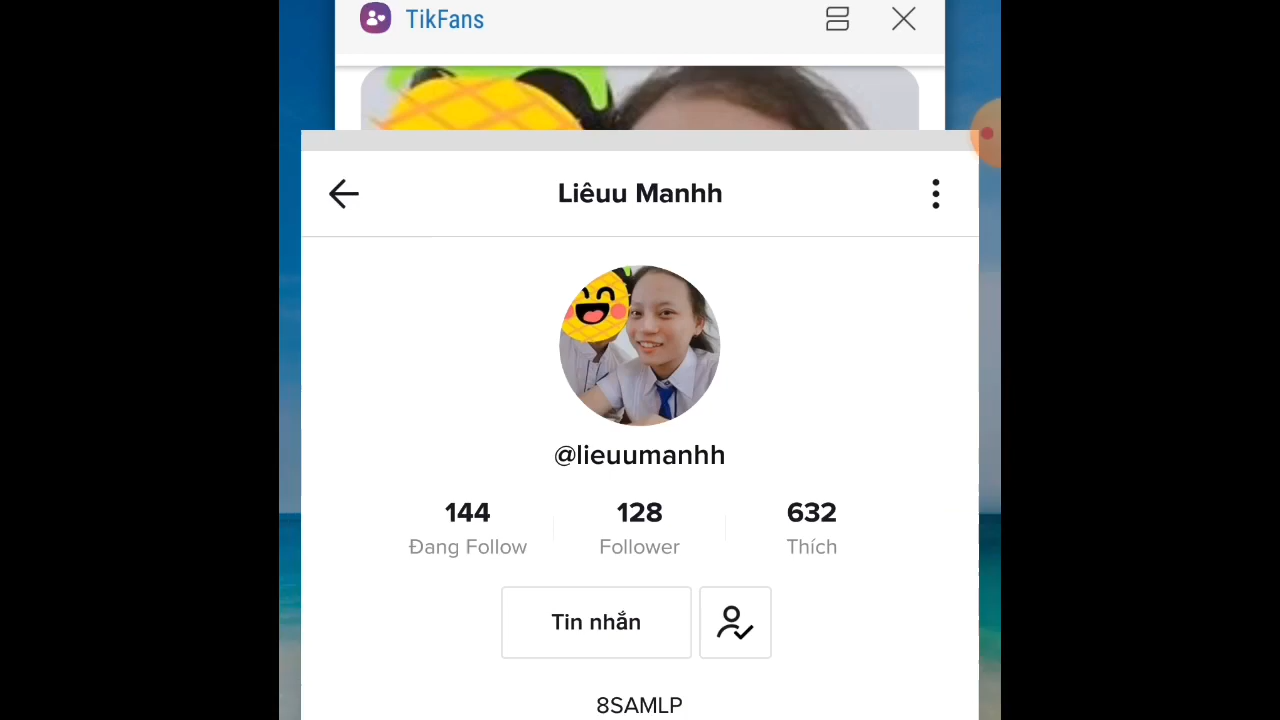 TikFans
Liêuu Manhh
@lieuumanhh
144
128
632
Đang Follow
Follower
Thích
Tin nhắn
8SAMLP